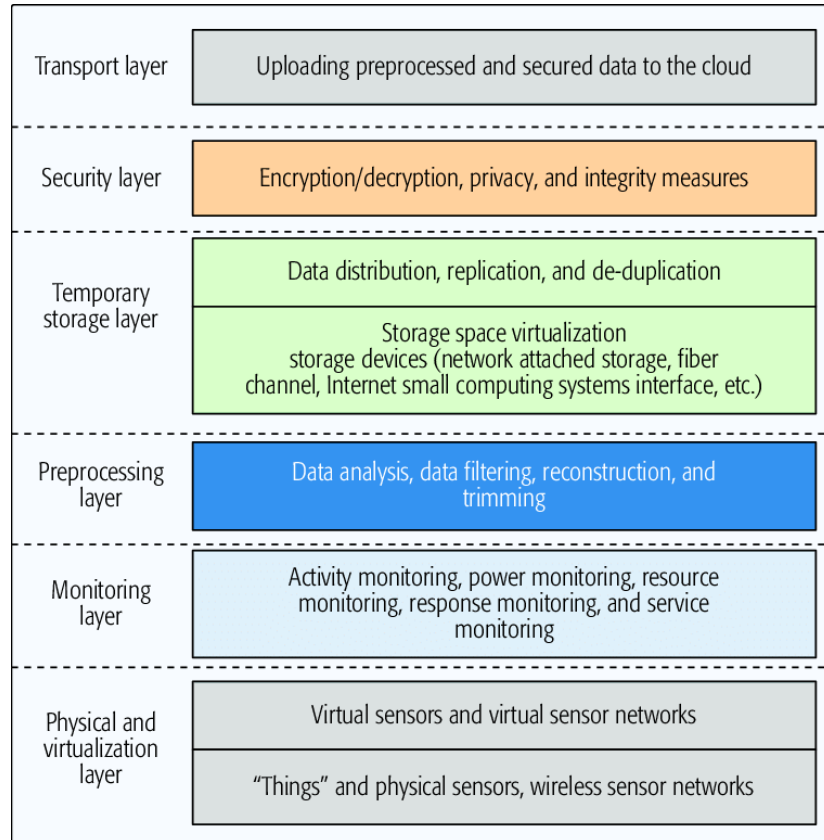 Transport layer
Uploading preprocessed and secured data to the cloud
Security layer
Encryption/decryption, privacy, and integrity measures
Temporary
storage layer
Data distribution, replication, and de-duplication
Storage space virtualization
storage devices (network attached storage, fiber
channel, Internet small computing systems interface, etc.)
Preprocessing
layer
Data analysis, data filtering, reconstruction, and
trimming
Monitoring
layer
Activity monitoring, power monitoring, resource
monitoring, response monitoring, and service
monitoring
Physical and
virtualization
layer
Virtual sensors and virtual sensor networks
“Things” and physical sensors, wireless sensor networks